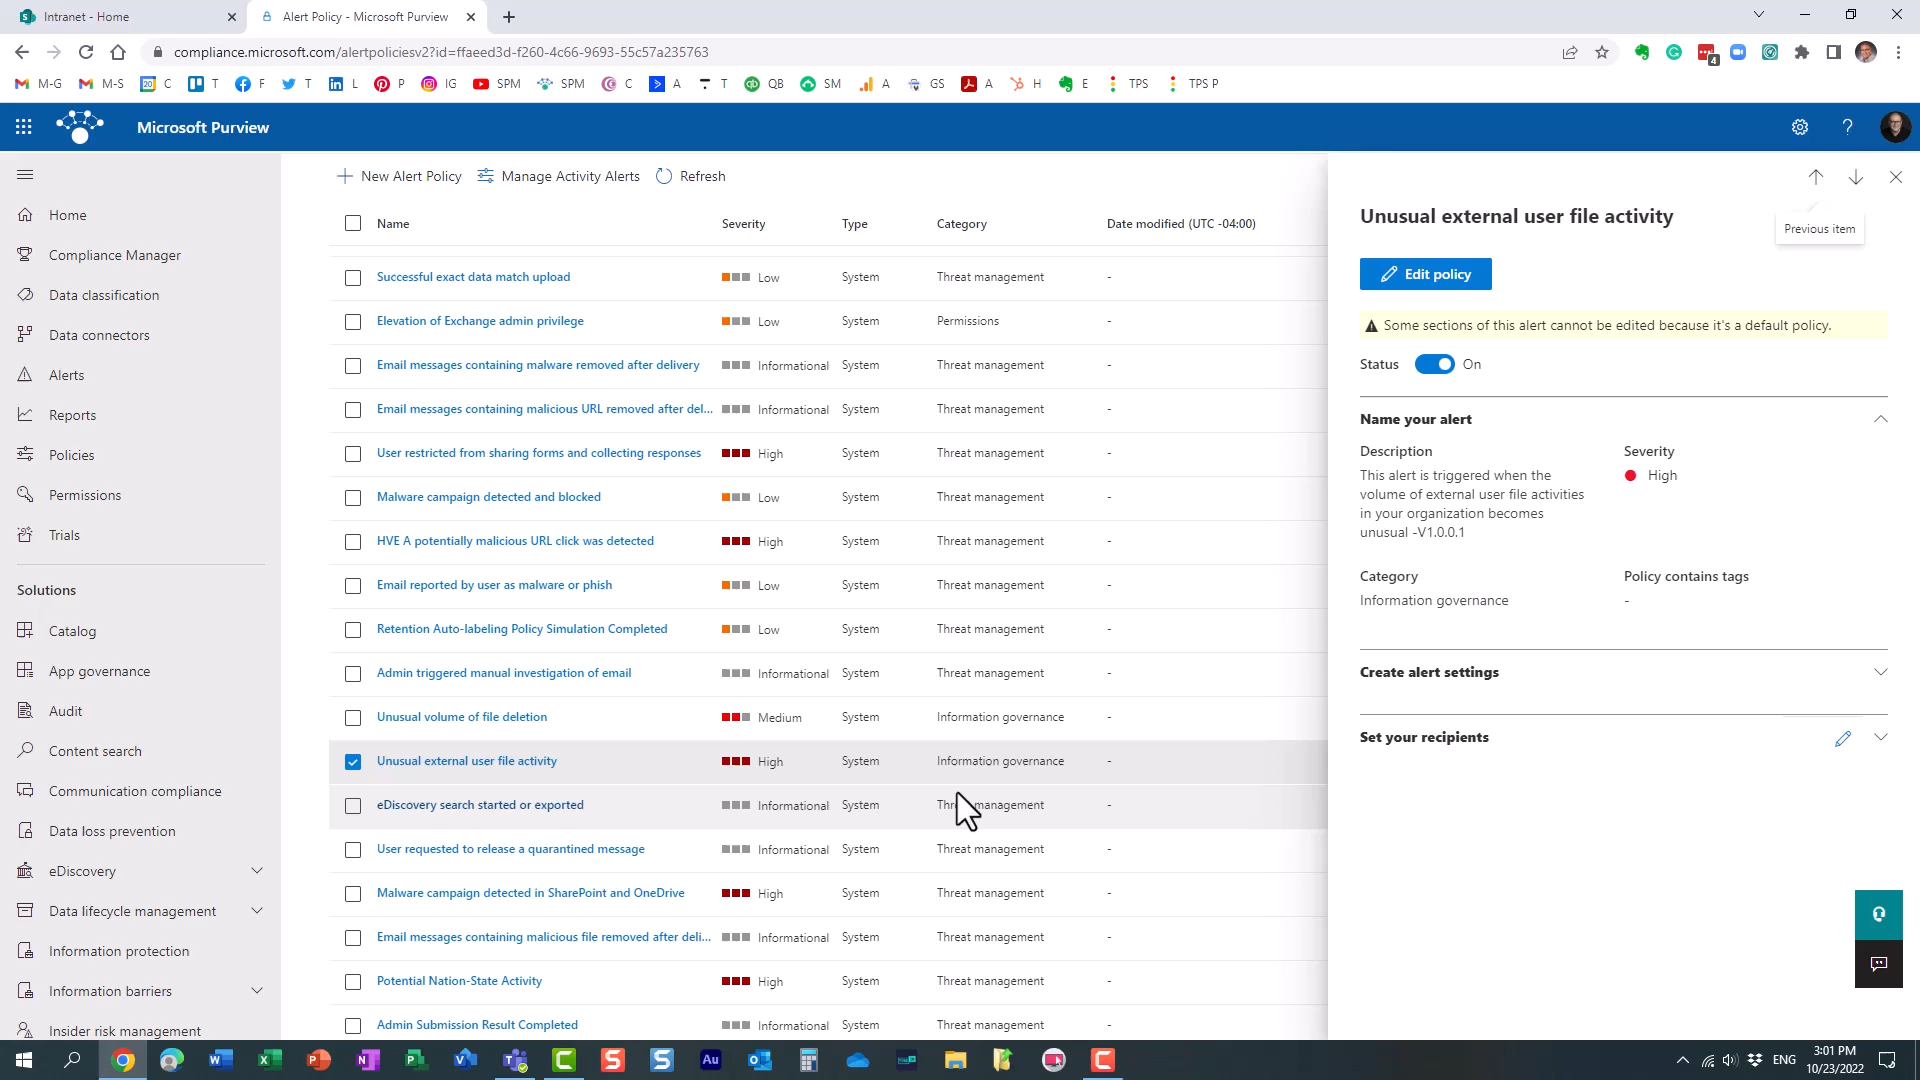 Intranet - Home
Alert Policy - Microsoft Purview
compliance.microsoft.com/alertpoliciesv2?id=ffaeed3d-f260-4c66-9693-55c57a235763
4
M-G M-S C T F T L P IG SPM SPM C A T QB SM A GS A H E TPS TPS P
Microsoft Purview
?
Home
Compliance Manager
Data classification
Data connectors
Alerts
Reports
Policies
Permissions
Trials
Solutions
Catalog
App governance
Audit
Content search
Communication compliance
Data loss prevention
eDiscovery
Data lifecycle management
Information protection
Information barriers
Insider risk management
New Alert Policy Manage Activity Alerts Refresh
Name Severity Type Category Date modified (UTC -04:00)
Successful exact data match upload Low System Threat management -
Elevation of Exchange admin privilege Low System Permissions -
Email messages containing malware removed after delivery Informational System Threat management -
Email messages containing malicious URL removed after del... Informational System Threat management -
User restricted from sharing forms and collecting responses High System Threat management -
Malware campaign detected and blocked Low System Threat management -
HVE A potentially malicious URL click was detected High System Threat management -
Email reported by user as malware or phish Low System Threat management -
Retention Auto-labeling Policy Simulation Completed Low System Threat management -
Admin triggered manual investigation of email Informational System Threat management -
Unusual volume of file deletion Medium System Information governance -
Unusual external user file activity High System Information governance -
eDiscovery search started or exported Informational System Thr management -
User requested to release a quarantined message Informational System Threat management -
Malware campaign detected in SharePoint and OneDrive High System Threat management -
Email messages containing malicious file removed after deli... Informational System Threat management -
Potential Nation-State Activity High System Threat management -
Admin Submission Result Completed Informational System Threat management -
Unusual external user file activity
Previous item
Edit policy
Some sections of this alert cannot be edited because it's a default policy.
Status On
Name your alert
Description
This alert is triggered when the
volume of external user file activities
in your organization becomes
unusual -V1.0.0.1
Severity
High
Category
Information governance
Policy contains tags
-
Create alert settings
Set your recipients
ENG
3:01 PM
10/23/2022